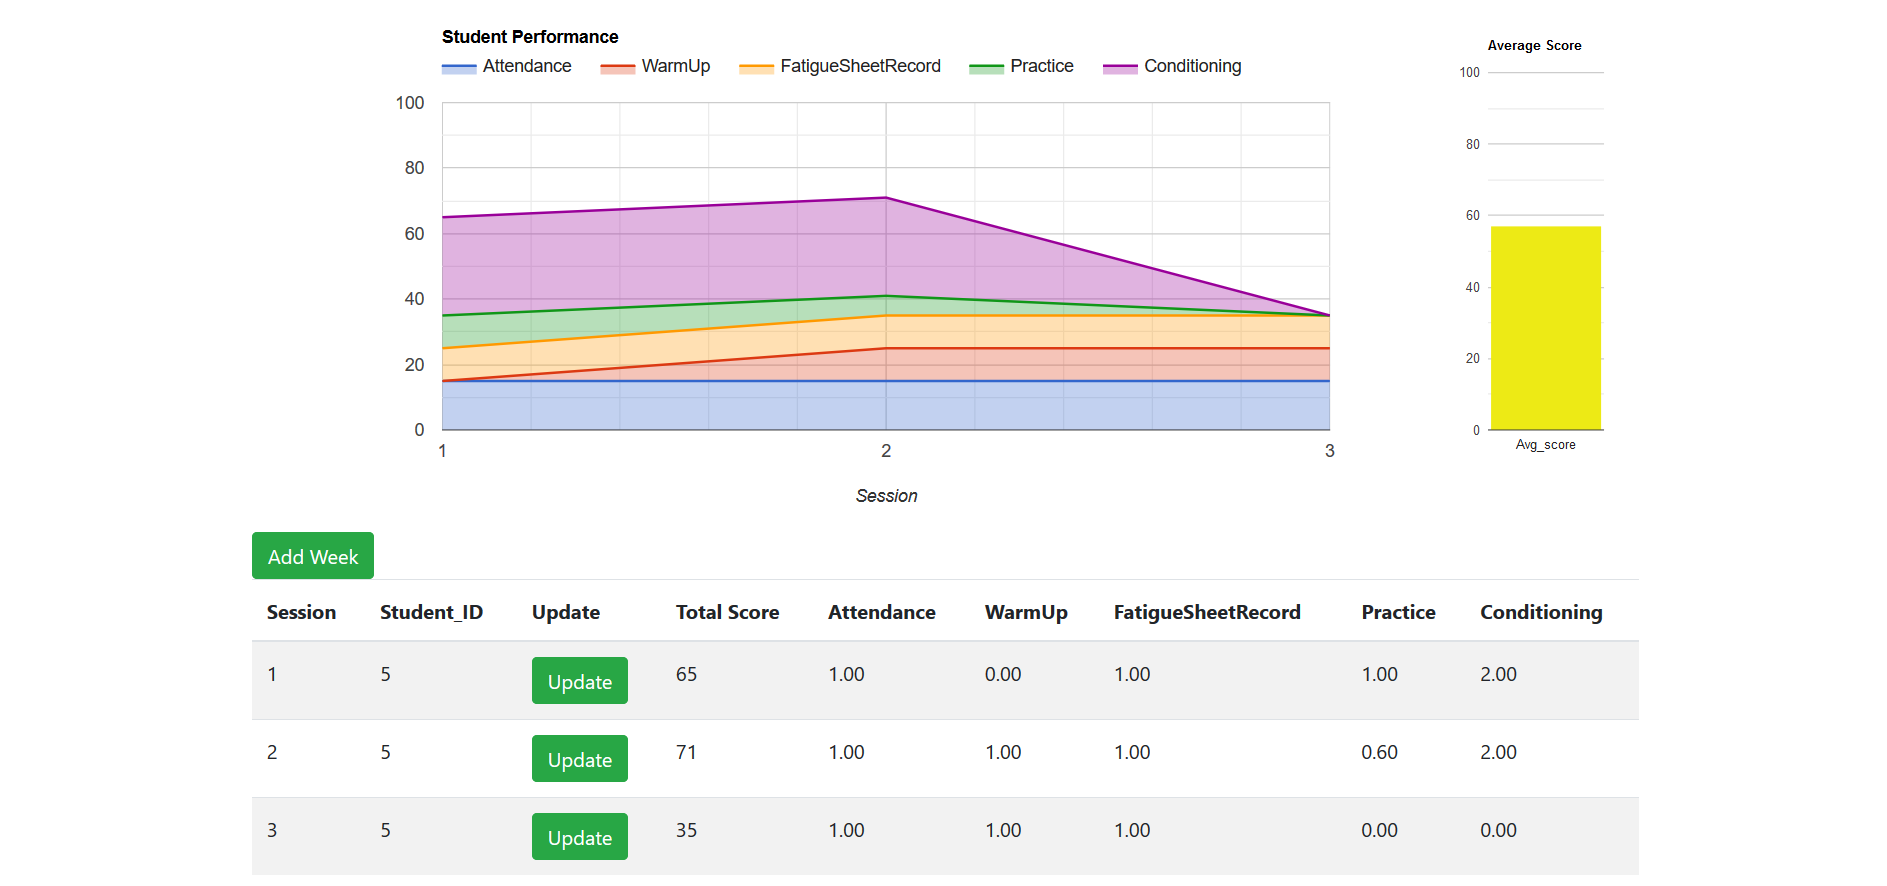 Student Performance
Attendance WarmUp FatigueSheetRecord Practice Conditioning
100
80
60
40
20
0
1 2 3
Session
Average Score
100
80
60
40
20
0
Avg_score
Add Week
Session Student_ID Update Total Score Attendance WarmUp FatigueSheetRecord Practice Conditioning
1 5 Update 65 1.00 0.00 1.00 1.00 2.00
2 5 Update 71 1.00 1.00 1.00 0.60 2.00
3 5 Update 35 1.00 1.00 1.00 0.00 0.00